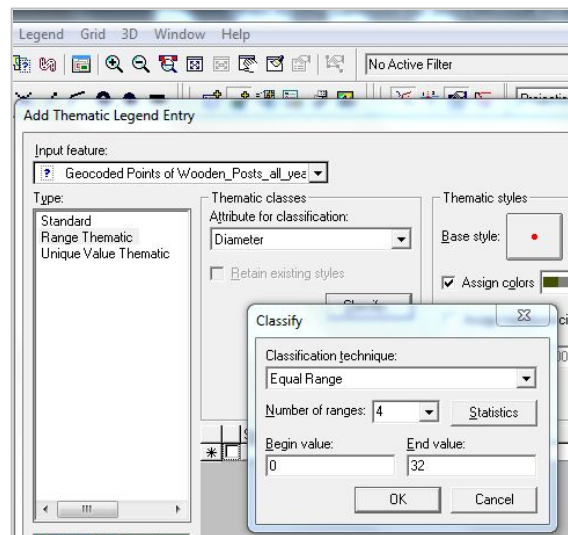 Legend Grid 3D Window Help
No Active Filter
Add Thematic Legend Entry
Input feature:
Geocoded Points of Wooden_Posts_all_yea
Type:
Standard
Range Thematic
Unique Value Thematic
Thematic classes
Attribute for classification:
Diameter
Retain existing styles
Thematic styles
Base style:
Assign colors
Classify
Classification technique:
Equal Range
Number of ranges: 4
Statistics
Begin value:
End value:
0
32
OK
Cancel